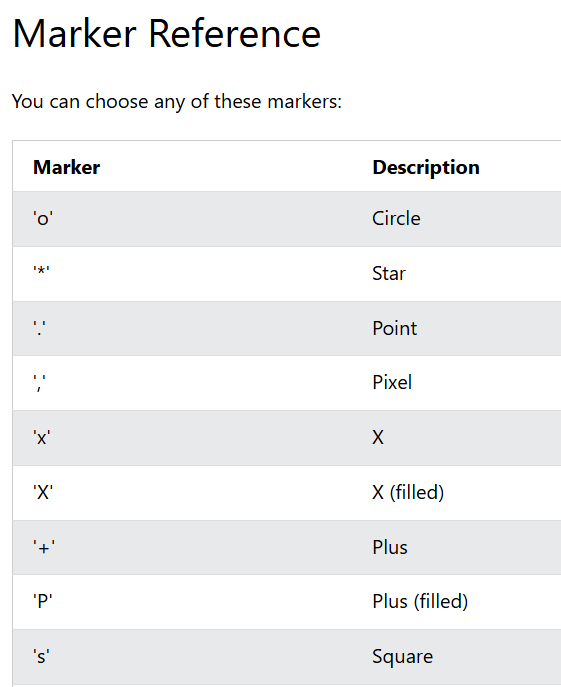 Marker Reference
You can choose any of these markers:
Marker Description
'o' Circle
'*' Star
'.' Point
',' Pixel
'x' X
'X' X (filled)
'+' Plus
'P' Plus (filled)
's' Square